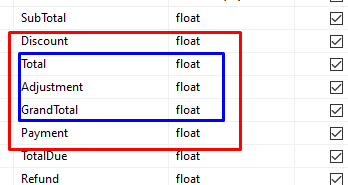 SubTotal float
Discount float
Total float
Adjustment float
GrandTotal float
Payment float
TotalDue float
Refund float